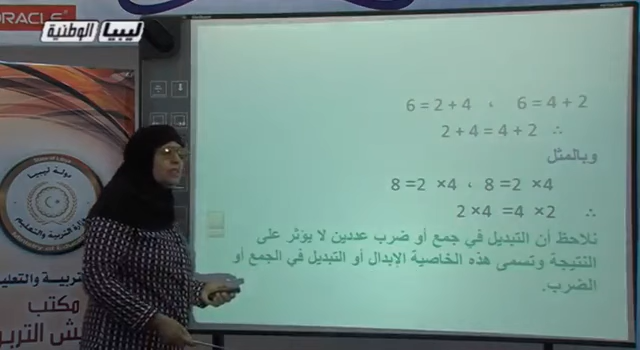 ORACLE
ليبيا الوطنية
6 = 2 + 4 ، 6 = 4 + 2
2 + 4 = 4 + 2 ∴
وبالمثل
8 =2 ×4 ، 8 =2 ×4
2 ×4 =4 ×2 ∴
نلاحظ أن التبديل في جمع أو ضرب عددين لا يؤثر على
النتيجة وتسمى هذه الخاصية الإبدال أو التبديل في الجمع أو
الضرب.
دولة ليبيا
وزارة التربية والتعليم
مكتب